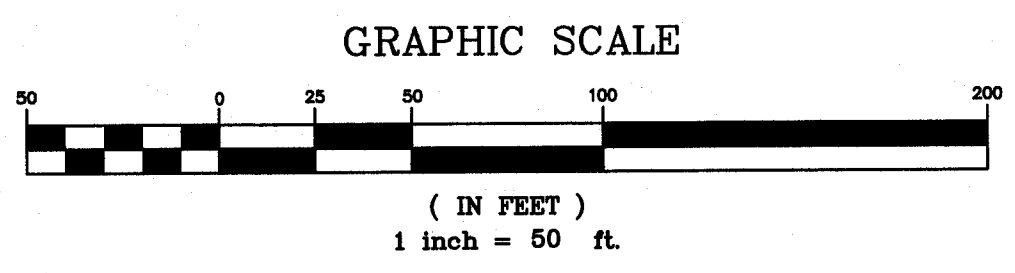 GRAPHIC SCALE
50 0 25 50 100 200
( IN FEET )
1 inch = 50 ft.